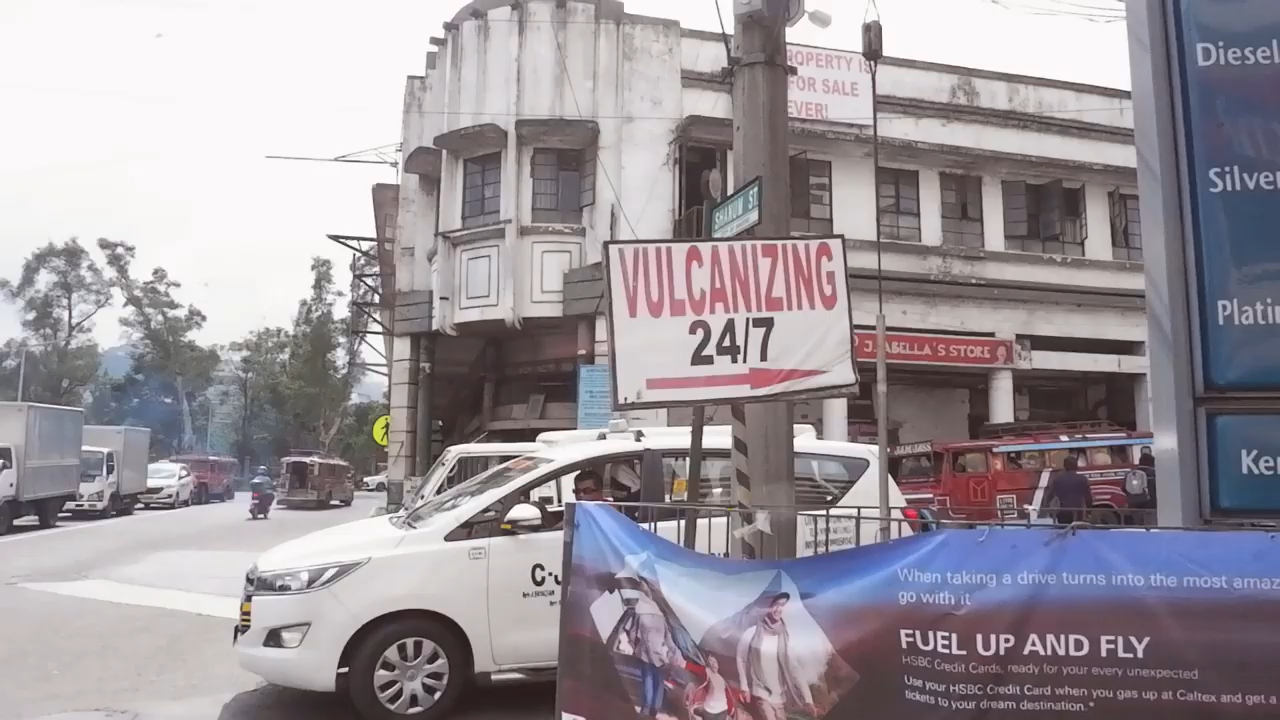 ROPERTY IS
FOR SALE
EVER!
Diesel
SHANUM ST.
Silver
VULCANIZING
24/7
Platin
J. ABELLA'S STORE
Ke
C-
When taking a drive turns into the most amaz
go with it
FUEL UP AND FLY
HSBC Credit Cards, ready for your every unexpected
Use your HSBC Credit Card when you gas up at Caltex and get a
tickets to your dream destination.*